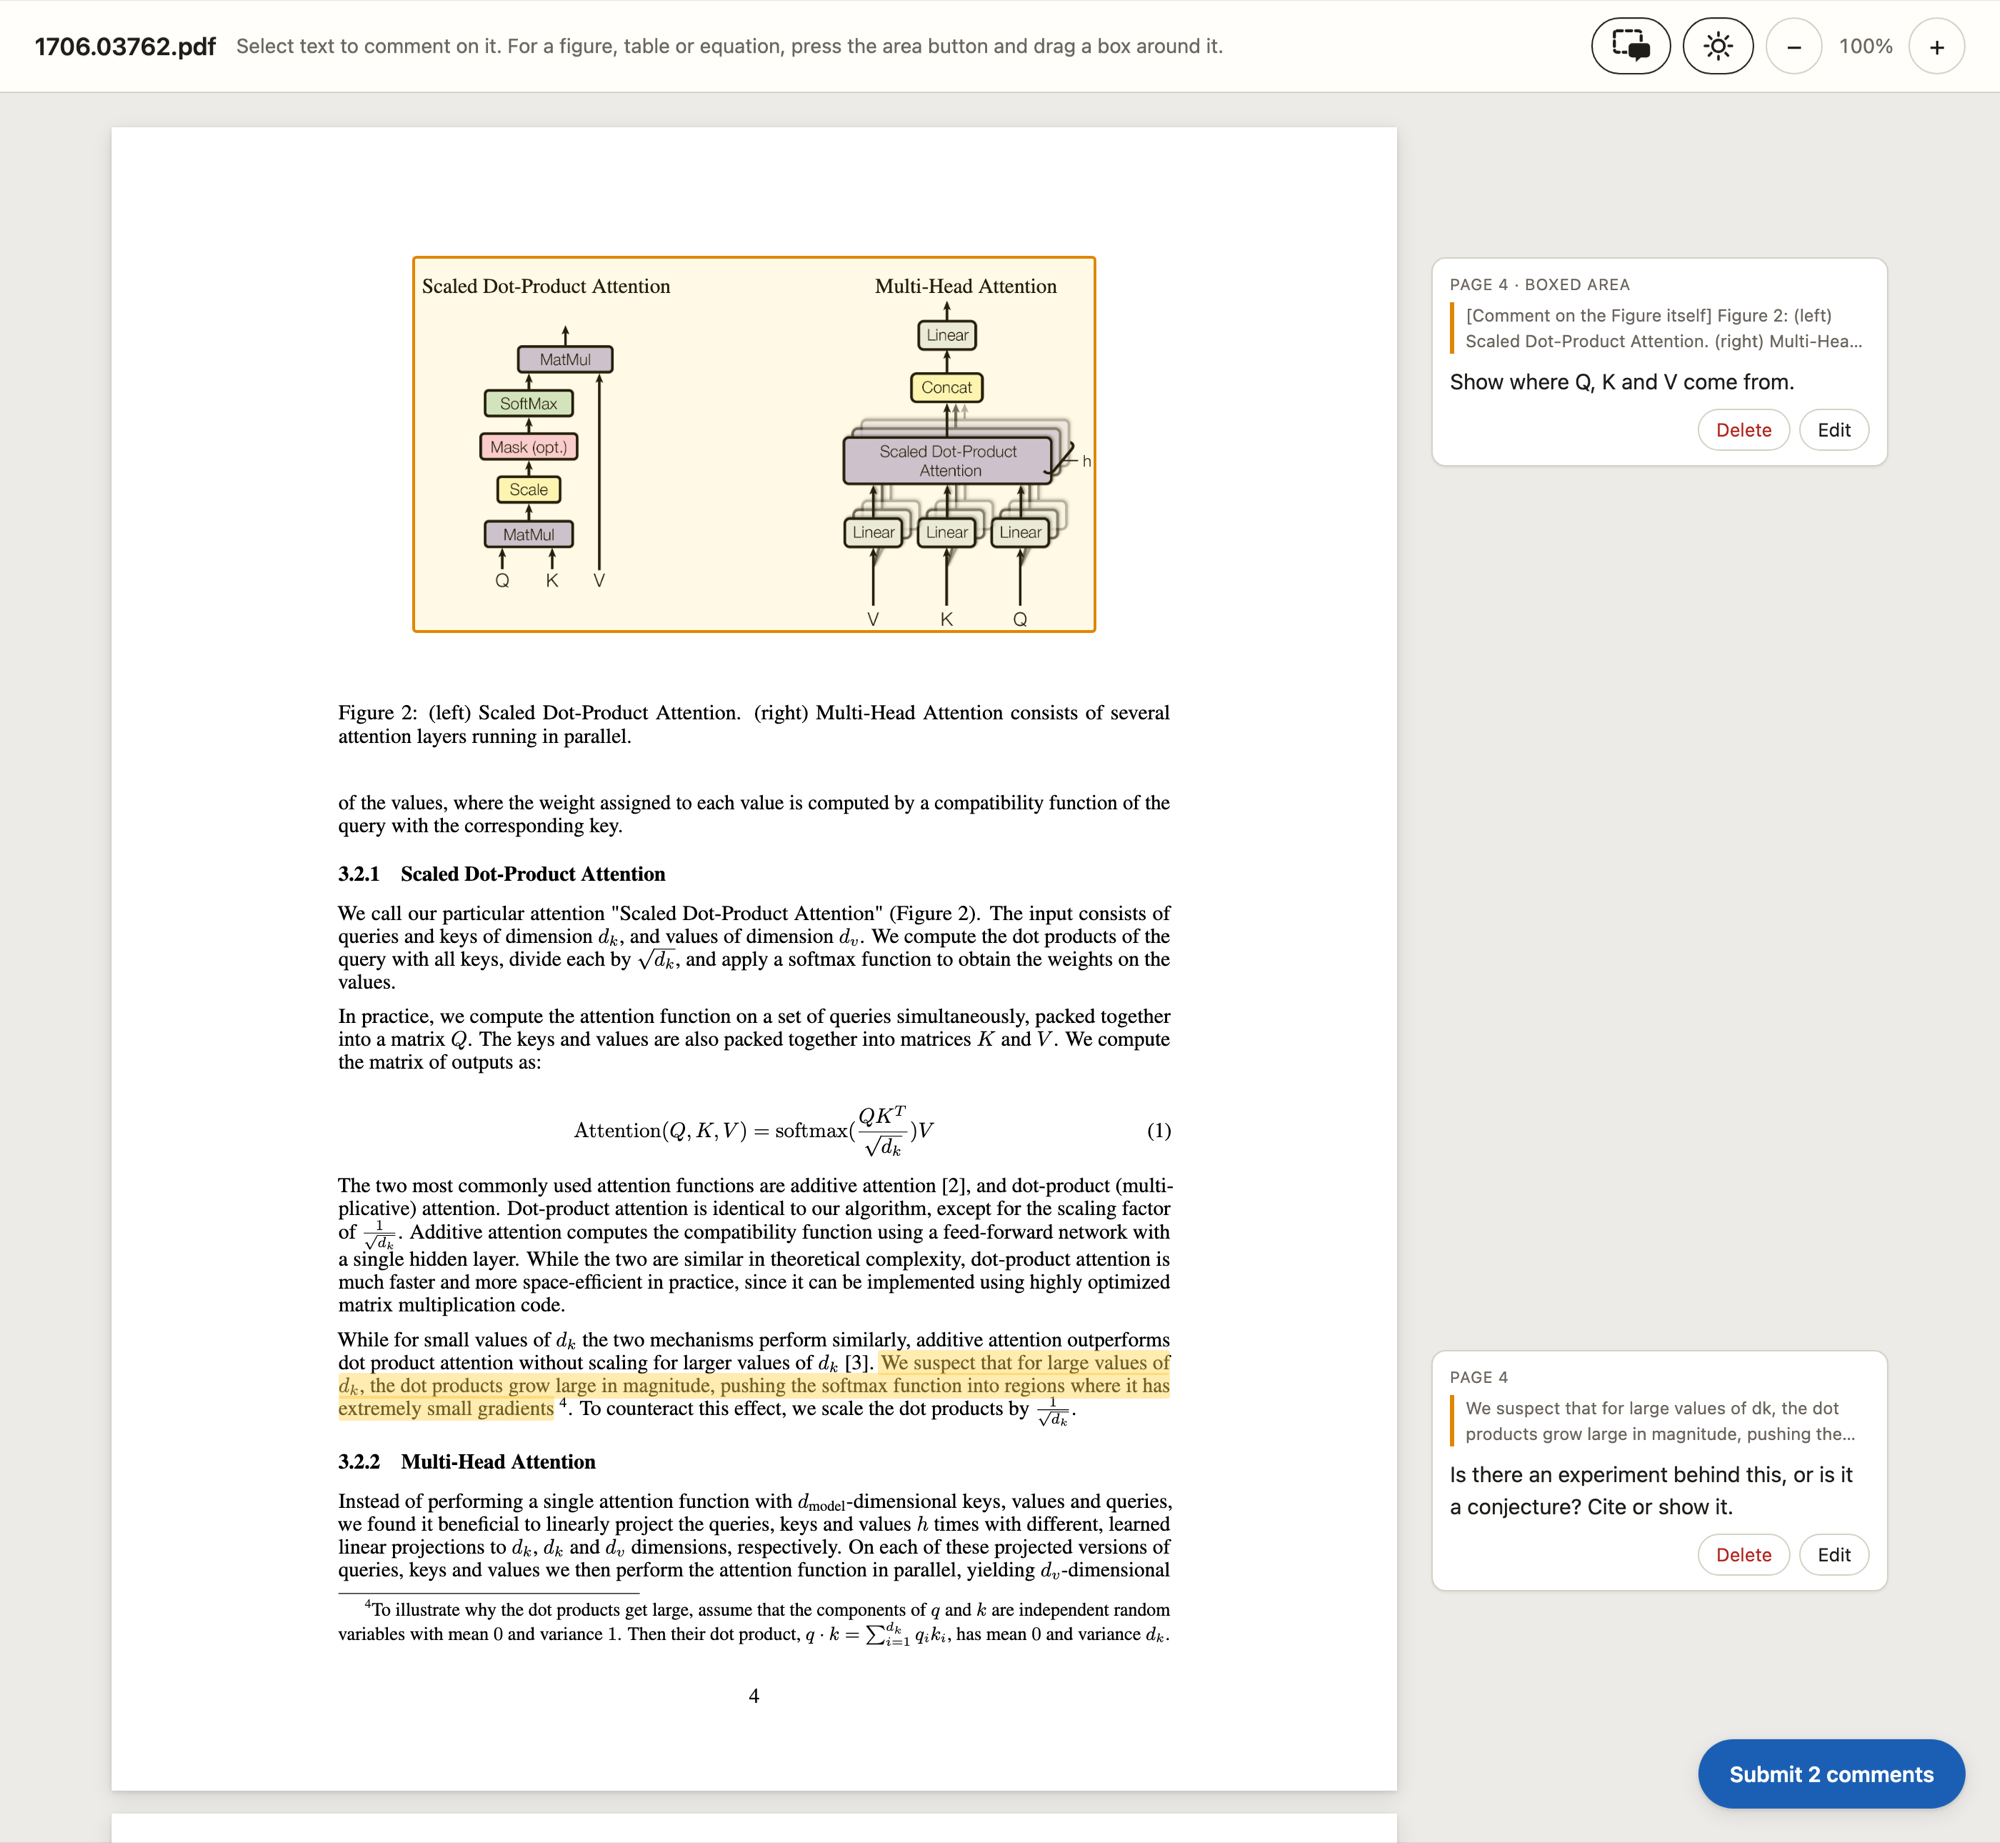 1706.03762.pdf Select text to comment on it. For a figure, table or equation, press the area button and drag a box around it. − 100% +
Scaled Dot-Product Attention
MatMul
SoftMax
Mask (opt.)
Scale
MatMul
Q K V
Multi-Head Attention
Linear
Concat
Scaled Dot-Product
Attention
h
Linear Linear Linear
V K Q
Figure 2: (left) Scaled Dot-Product Attention. (right) Multi-Head Attention consists of several
attention layers running in parallel.
of the values, where the weight assigned to each value is computed by a compatibility function of the
query with the corresponding key.
3.2.1 Scaled Dot-Product Attention
We call our particular attention "Scaled Dot-Product Attention" (Figure 2). The input consists of
queries and keys of dimension dₖ, and values of dimension dᵥ. We compute the dot products of the
query with all keys, divide each by √dₖ, and apply a softmax function to obtain the weights on the
values.
In practice, we compute the attention function on a set of queries simultaneously, packed together
into a matrix Q. The keys and values are also packed together into matrices K and V. We compute
the matrix of outputs as:
Attention(Q, K, V) = softmax(QKᵀ/√dₖ)V (1)
The two most commonly used attention functions are additive attention [2], and dot-product (multi-
plicative) attention. Dot-product attention is identical to our algorithm, except for the scaling factor
of 1/√dₖ. Additive attention computes the compatibility function using a feed-forward network with
a single hidden layer. While the two are similar in theoretical complexity, dot-product attention is
much faster and more space-efficient in practice, since it can be implemented using highly optimized
matrix multiplication code.
While for small values of dₖ the two mechanisms perform similarly, additive attention outperforms
dot product attention without scaling for larger values of dₖ [3]. We suspect that for large values of
dₖ, the dot products grow large in magnitude, pushing the softmax function into regions where it has
extremely small gradients ⁴. To counteract this effect, we scale the dot products by 1/√dₖ.
3.2.2 Multi-Head Attention
Instead of performing a single attention function with d_model-dimensional keys, values and queries,
we found it beneficial to linearly project the queries, keys and values h times with different, learned
linear projections to dₖ, dₖ and dᵥ dimensions, respectively. On each of these projected versions of
queries, keys and values we then perform the attention function in parallel, yielding dᵥ-dimensional
⁴To illustrate why the dot products get large, assume that the components of q and k are independent random
variables with mean 0 and variance 1. Then their dot product, q · k = ∑ᵢ₌₁^dₖ qᵢkᵢ, has mean 0 and variance dₖ.
4
PAGE 4 · BOXED AREA
[Comment on the Figure itself] Figure 2: (left)
Scaled Dot-Product Attention. (right) Multi-Hea...
Show where Q, K and V come from.
Delete Edit
PAGE 4
We suspect that for large values of dk, the dot
products grow large in magnitude, pushing the...
Is there an experiment behind this, or is it
a conjecture? Cite or show it.
Delete Edit
Submit 2 comments